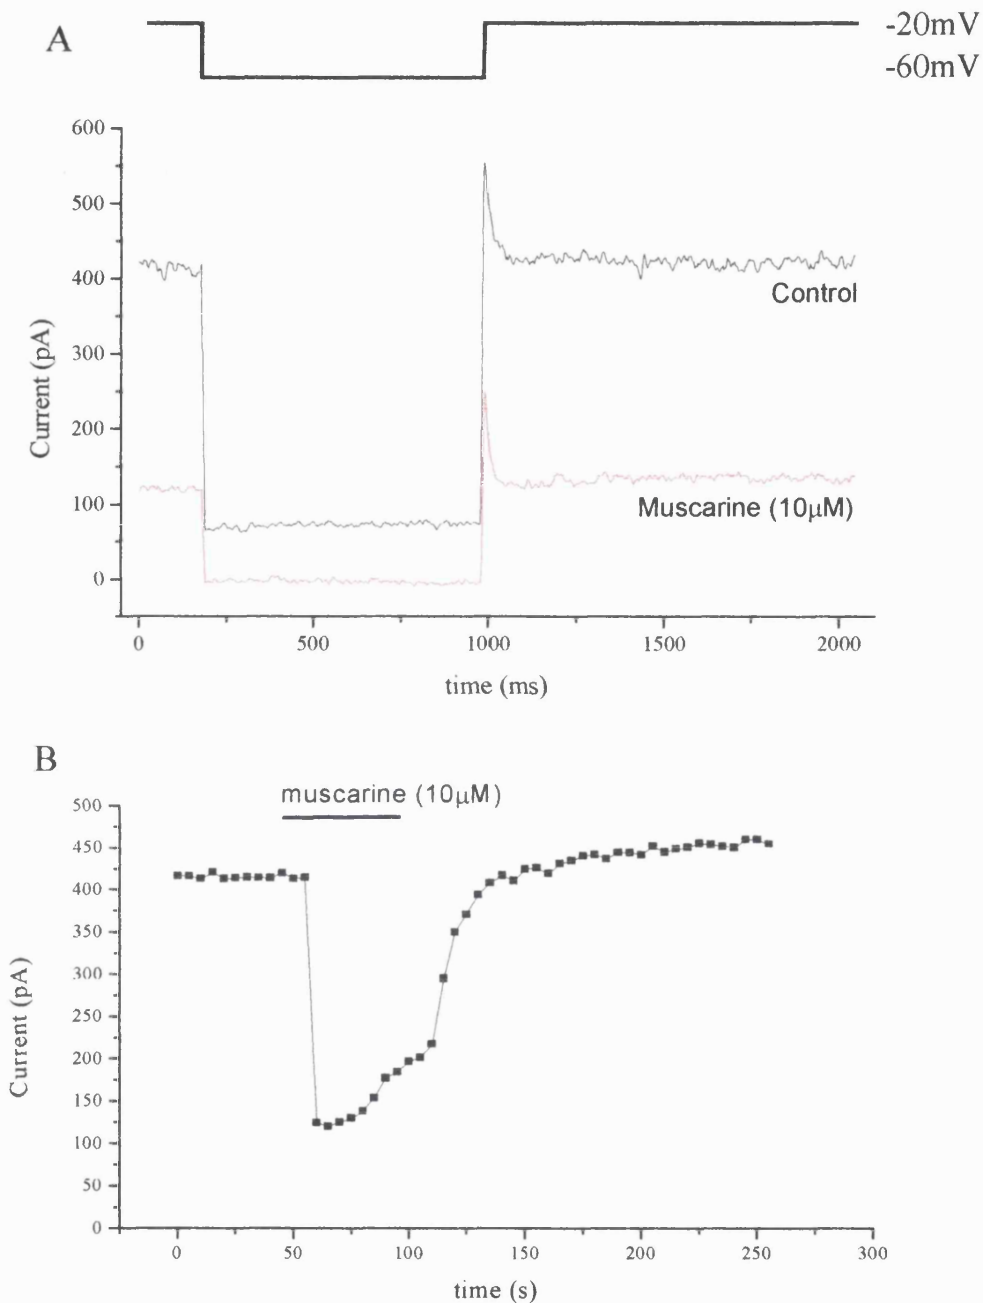 A
-20mV
-60mV
600
500
400
300
200
100
0
Current (pA)
Control
Muscarine (10μM)
0 500 1000 1500 2000
time (ms)
B
muscarine (10μM)
500
450
400
350
300
250
200
150
100
50
0
Current (pA)
0 50 100 150 200 250 300
time (s)